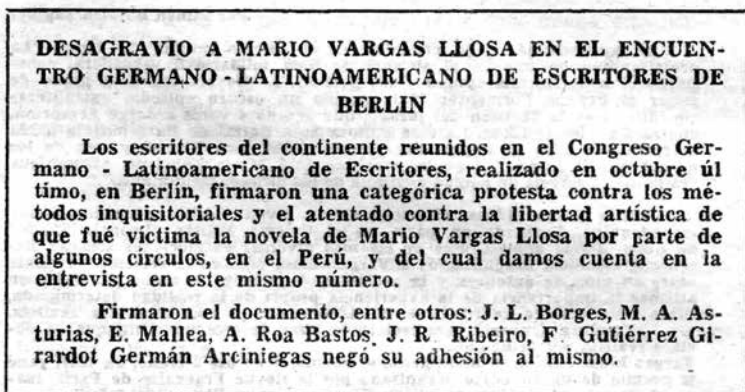 DESAGRAVIO A MARIO VARGAS LLOSA EN EL ENCUEN-
TRO GERMANO - LATINOAMERICANO DE ESCRITORES DE
BERLIN
Los escritores del continente reunidos en el Congreso Ger-
mano - Latinoamericano de Escritores, realizado en octubre úl
timo, en Berlín, firmaron una categórica protesta contra los mé-
todos inquisitoriales y el atentado contra la libertad artística de
que fué víctima la novela de Mario Vargas Llosa por parte de
algunos círculos, en el Perú, y del cual damos cuenta en la
entrevista en este mismo número.
Firmaron el documento, entre otros: J. L. Borges, M. A. As-
turias, E. Mallea, A. Roa Bastos, J. R. Ribeiro, F. Gutiérrez Gi-
rardot Germán Arciniegas negó su adhesión al mismo.